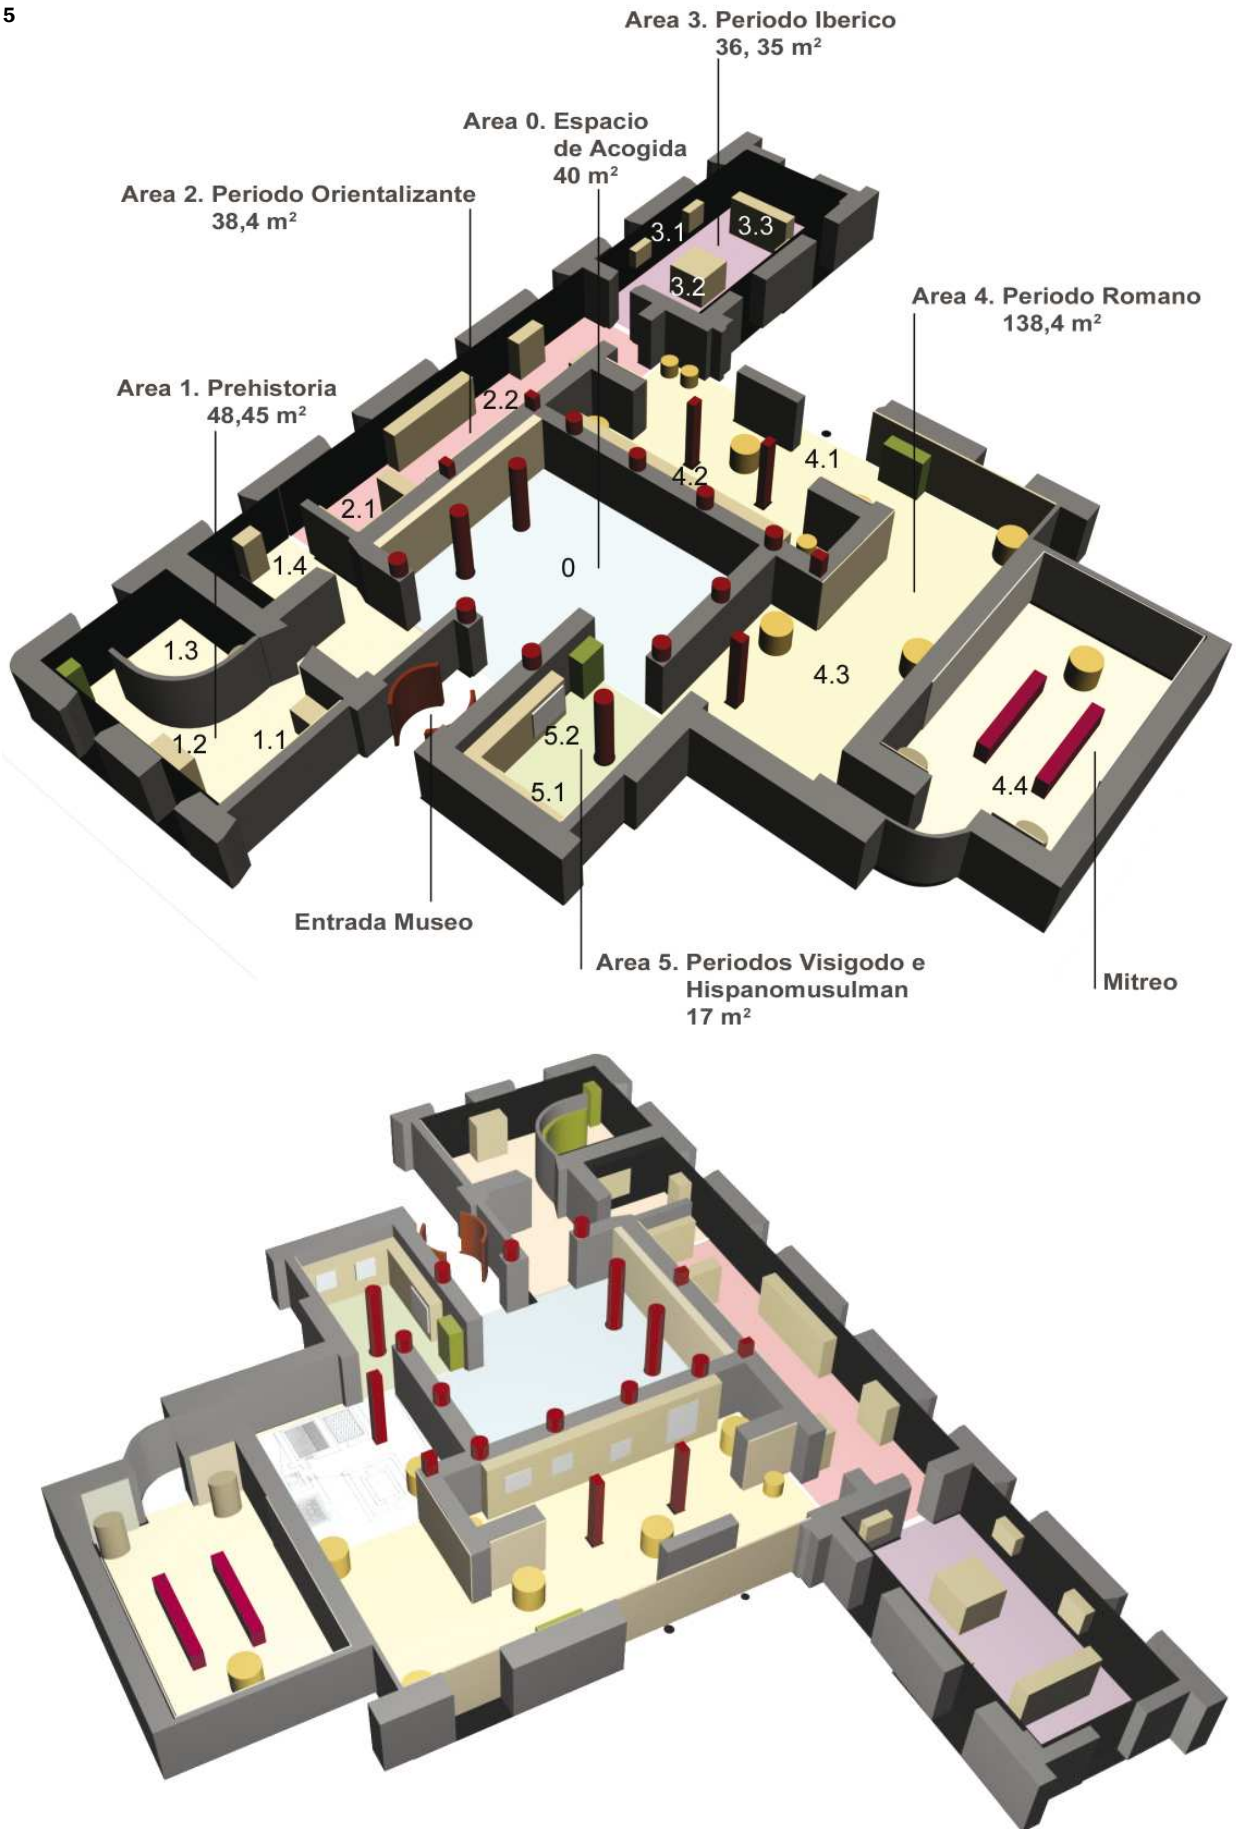 5
Area 3. Periodo Iberico
36, 35 m²
Area 0. Espacio
de Acogida
40 m²
Area 2. Periodo Orientalizante
38,4 m²
Area 4. Periodo Romano
138,4 m²
Area 1. Prehistoria
48,45 m²
3.1
3.3
3.2
2.2
4.1
4.2
2.1
1.4
0
1.3
4.3
1.2
1.1
5.2
5.1
4.4
Entrada Museo
Area 5. Periodos Visigodo e
Hispanomusulman
17 m²
Mitreo